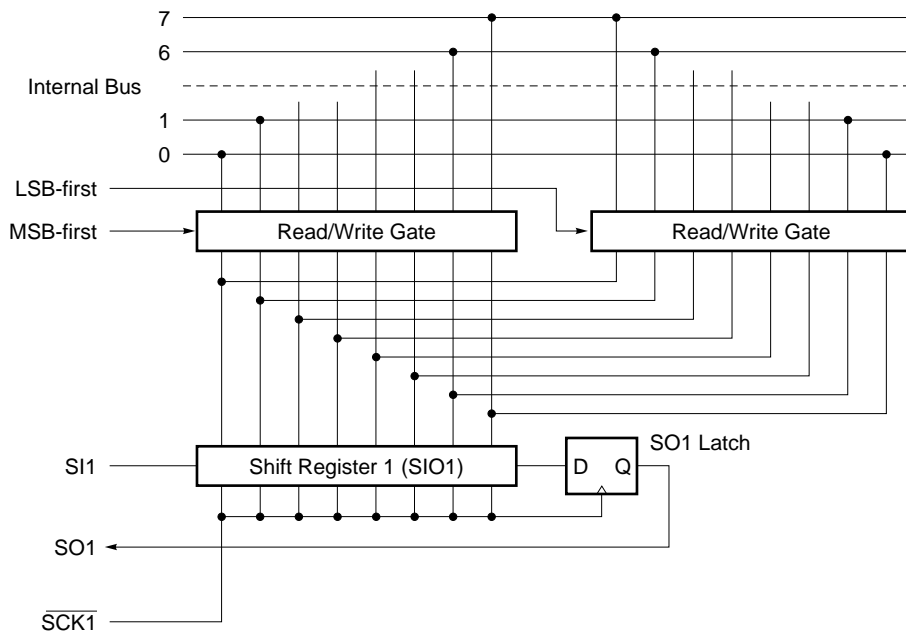 7
6
Internal Bus
1
0
LSB-first
MSB-first
Read/Write Gate
Read/Write Gate
SO1 Latch
SI1
Shift Register 1 (SIO1)
D
Q
SO1
SCK1